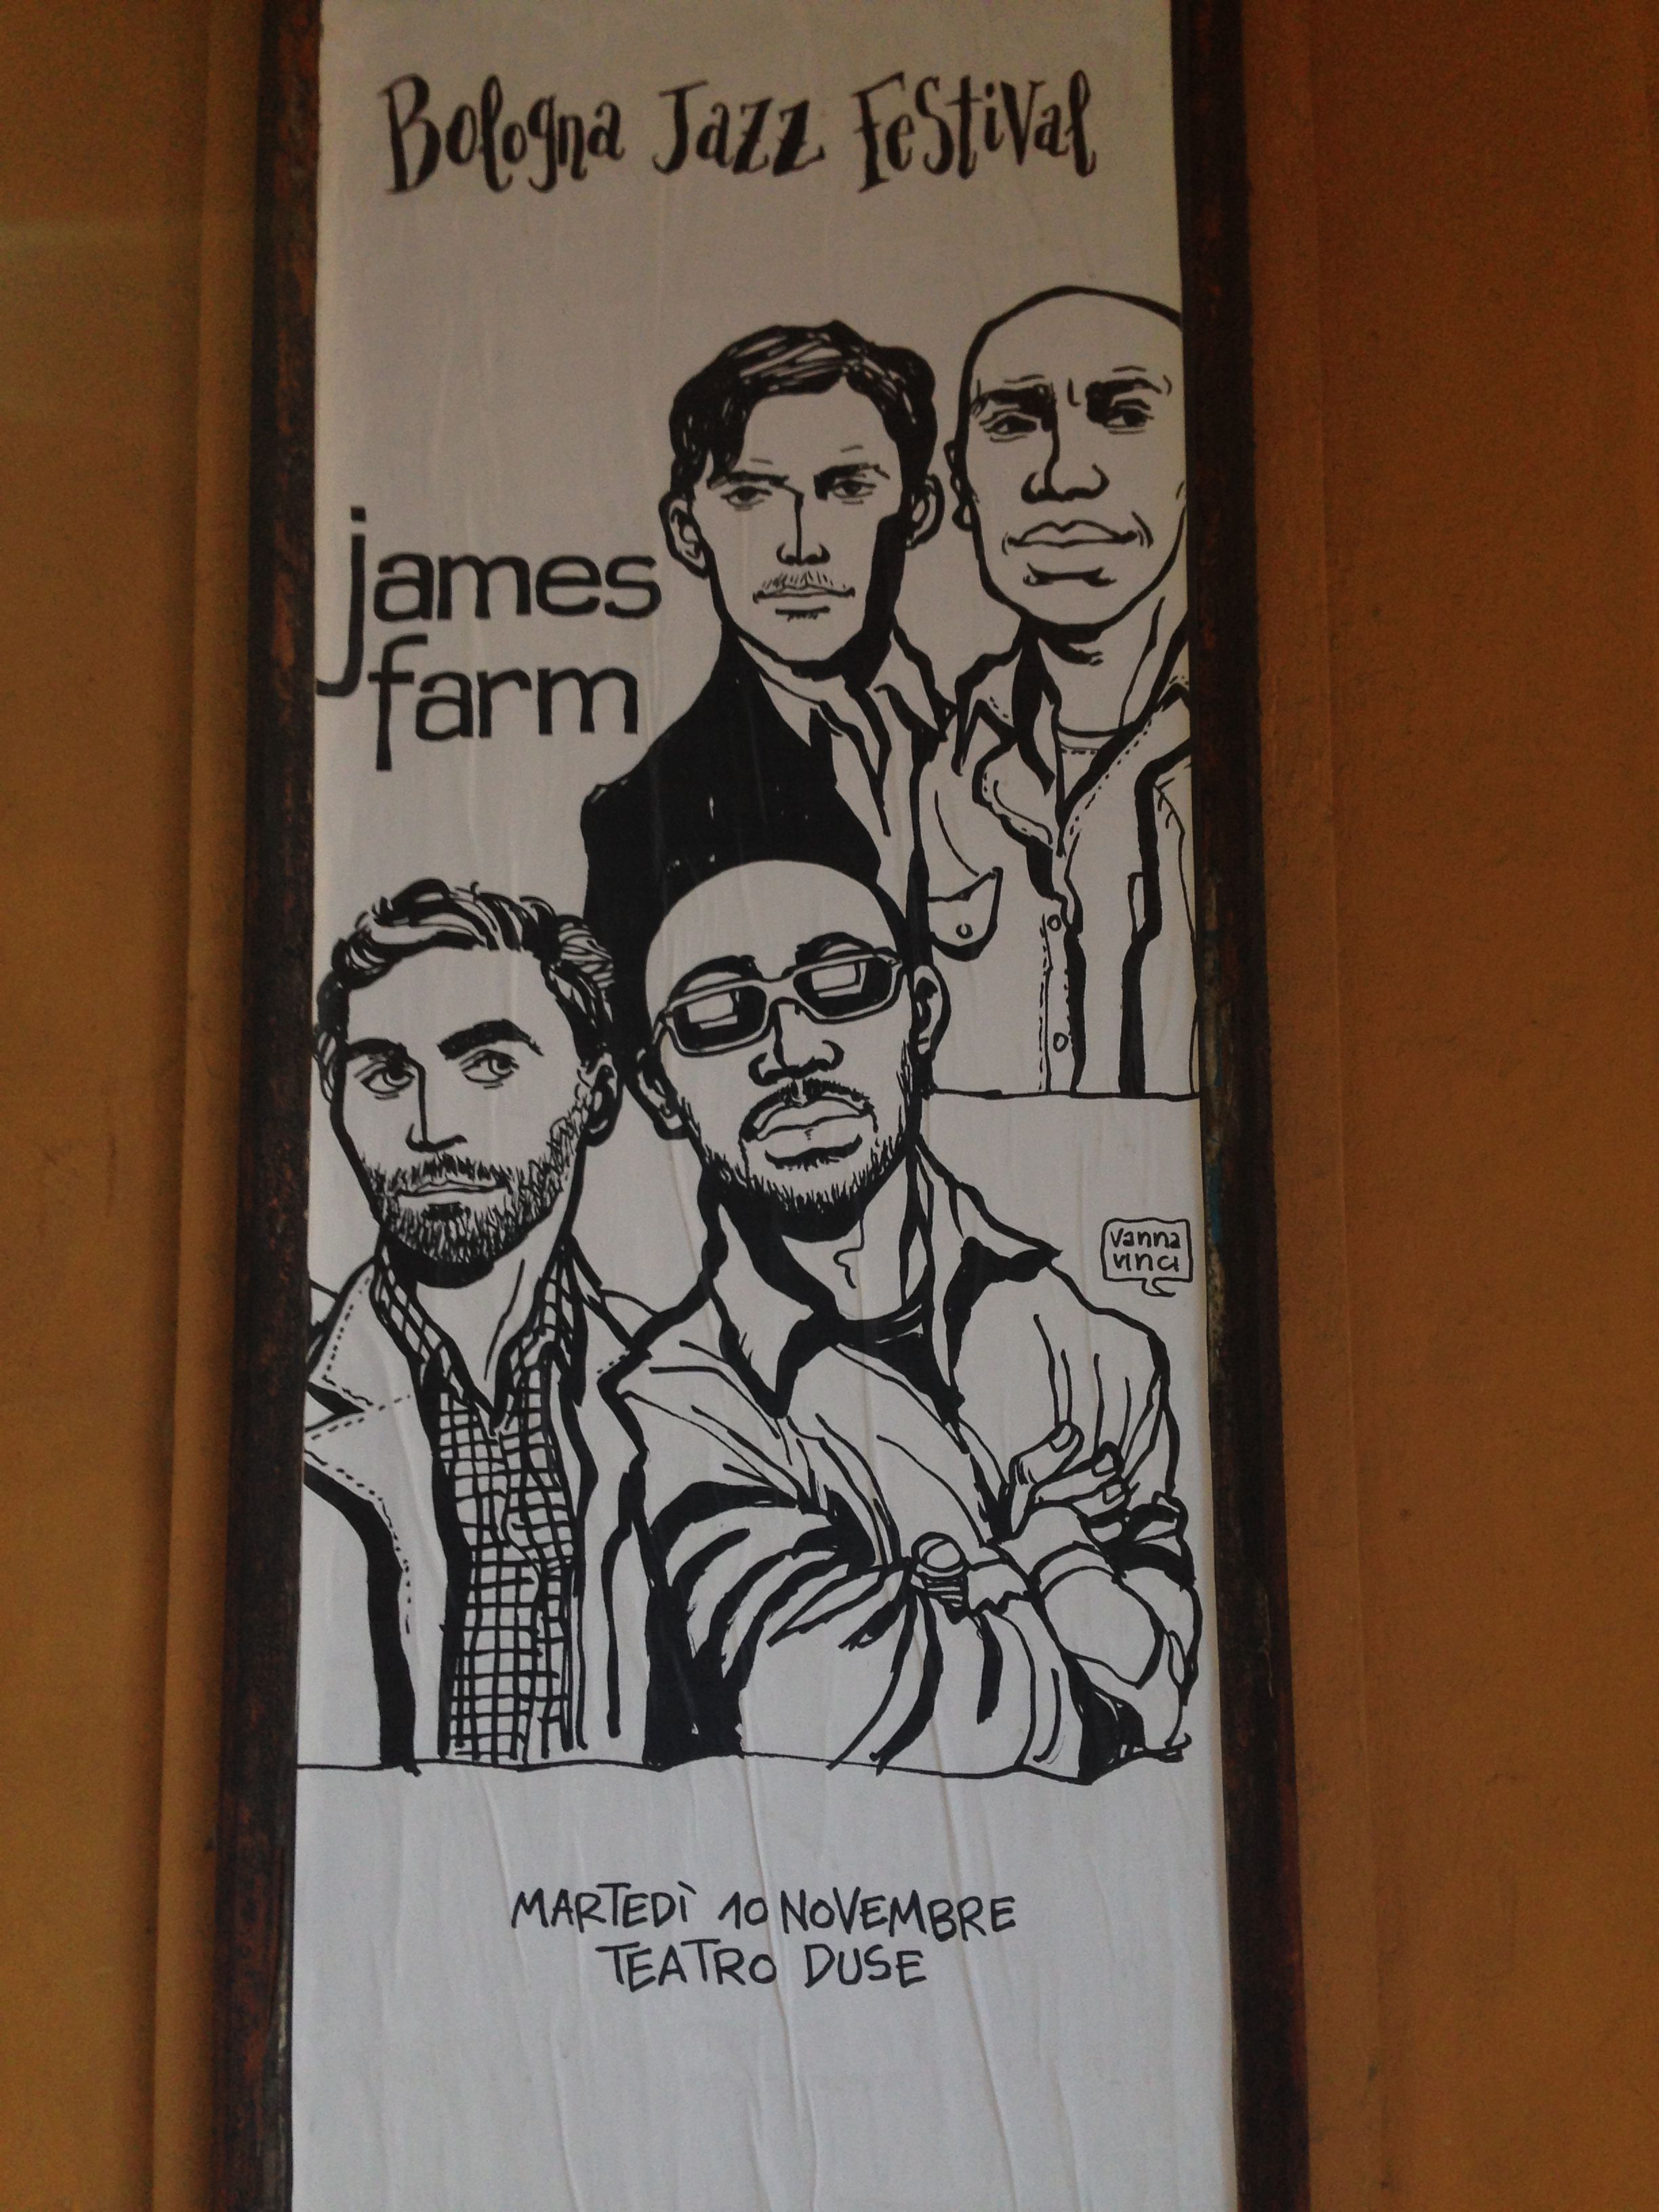 Bologna Jazz Festival
james
farm
vanna
vinci
MARTEDÌ 10 NOVEMBRE
TEATRO DUSE